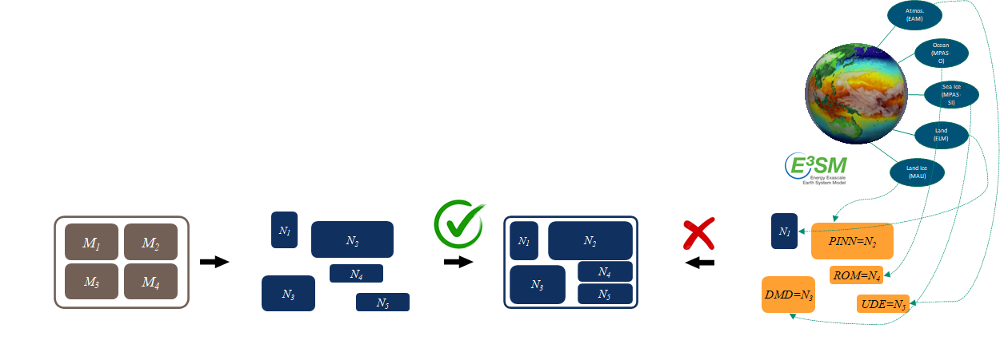 Atmos.
(EAM)
Ocean
(MPAS-
O)
Sea Ice
(MPAS-
SI)
Land
(ELM)
Land Ice
(MALI)
E³SM
Energy Exascale
Earth System Model
M₁
M₂
M₃
M₄
N₁
N₂
N₄
N₃
N₅
N₁
N₂
N₄
N₃
N₅
N₁
PINN=N₂
ROM=N₄
DMD=N₃
UDE=N₅